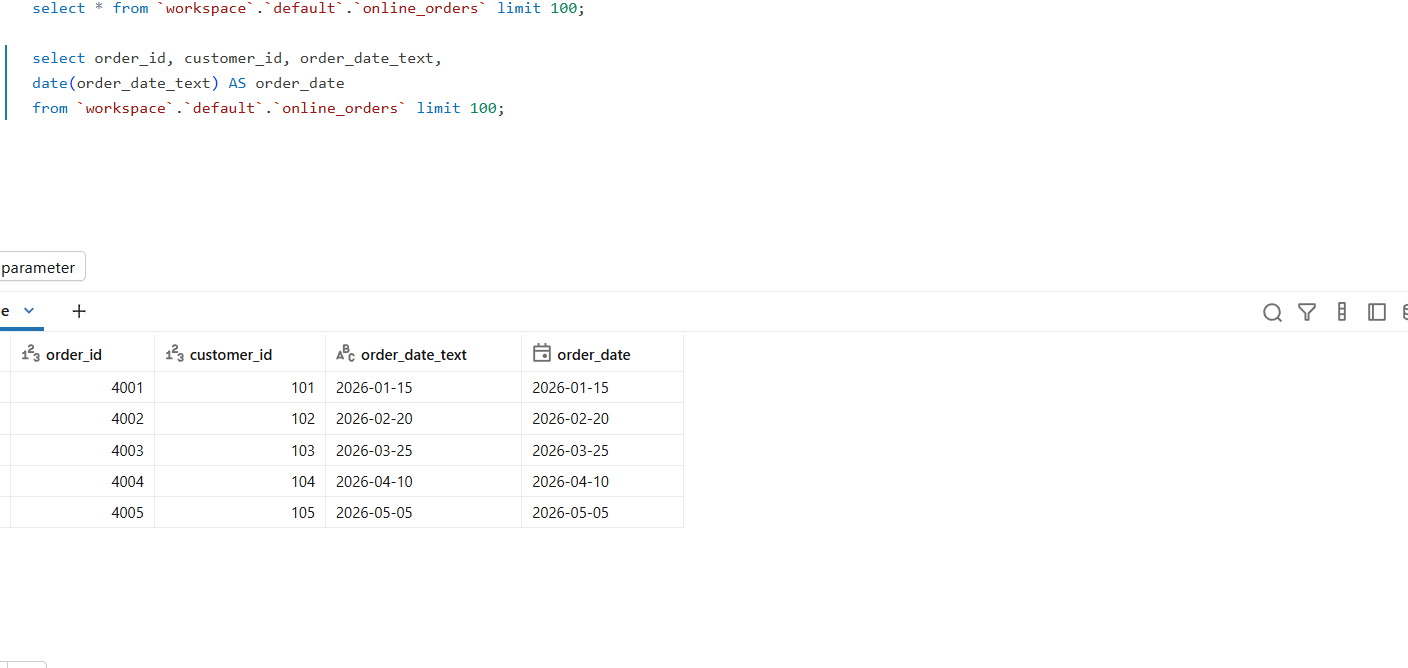 select * from `workspace`.`default`.`online_orders` limit 100;
select order_id, customer_id, order_date_text,
date(order_date_text) AS order_date
from `workspace`.`default`.`online_orders` limit 100;
parameter
e
order_id customer_id order_date_text order_date
4001 101 2026-01-15 2026-01-15
4002 102 2026-02-20 2026-02-20
4003 103 2026-03-25 2026-03-25
4004 104 2026-04-10 2026-04-10
4005 105 2026-05-05 2026-05-05